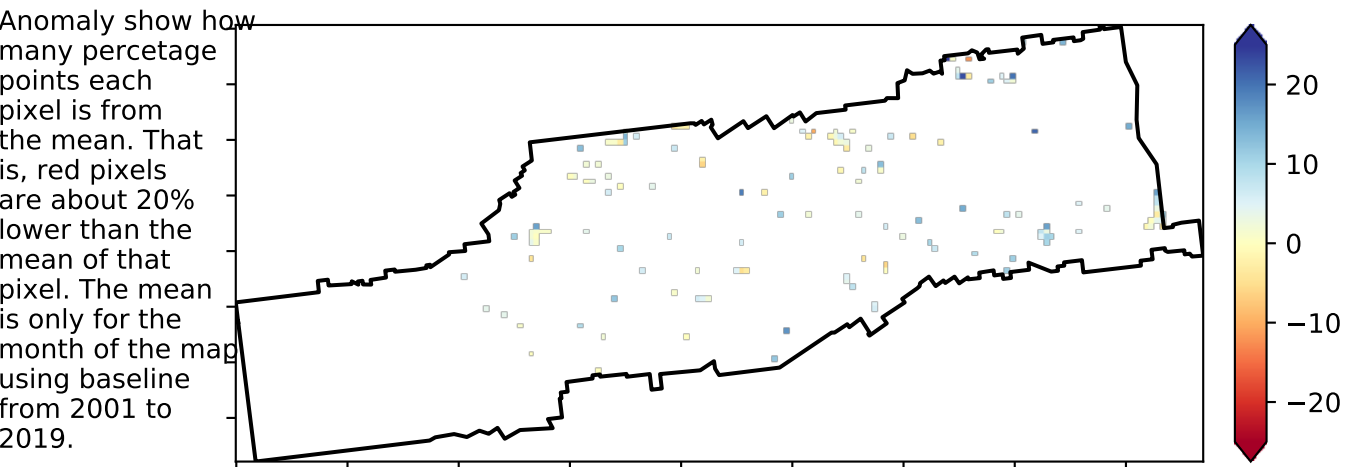 Anomaly show how
many percetage
points each
pixel is from
the mean. That
is, red pixels
are about 20%
lower than the
mean of that
pixel. The mean
is only for the
month of the map
using baseline
from 2001 to
2019.
20
10
0
−10
−20